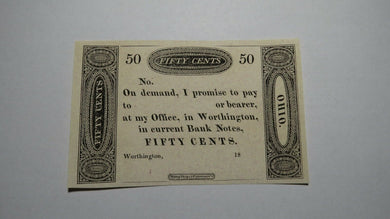 50 FIFTY CENTS 50
FIFTY CENTS
OHIO.
No.
On demand, I promise to pay
to or bearer,
at my Office, in Worthington,
in current Bank Notes,
FIFTY CENTS.
Worthington, 18